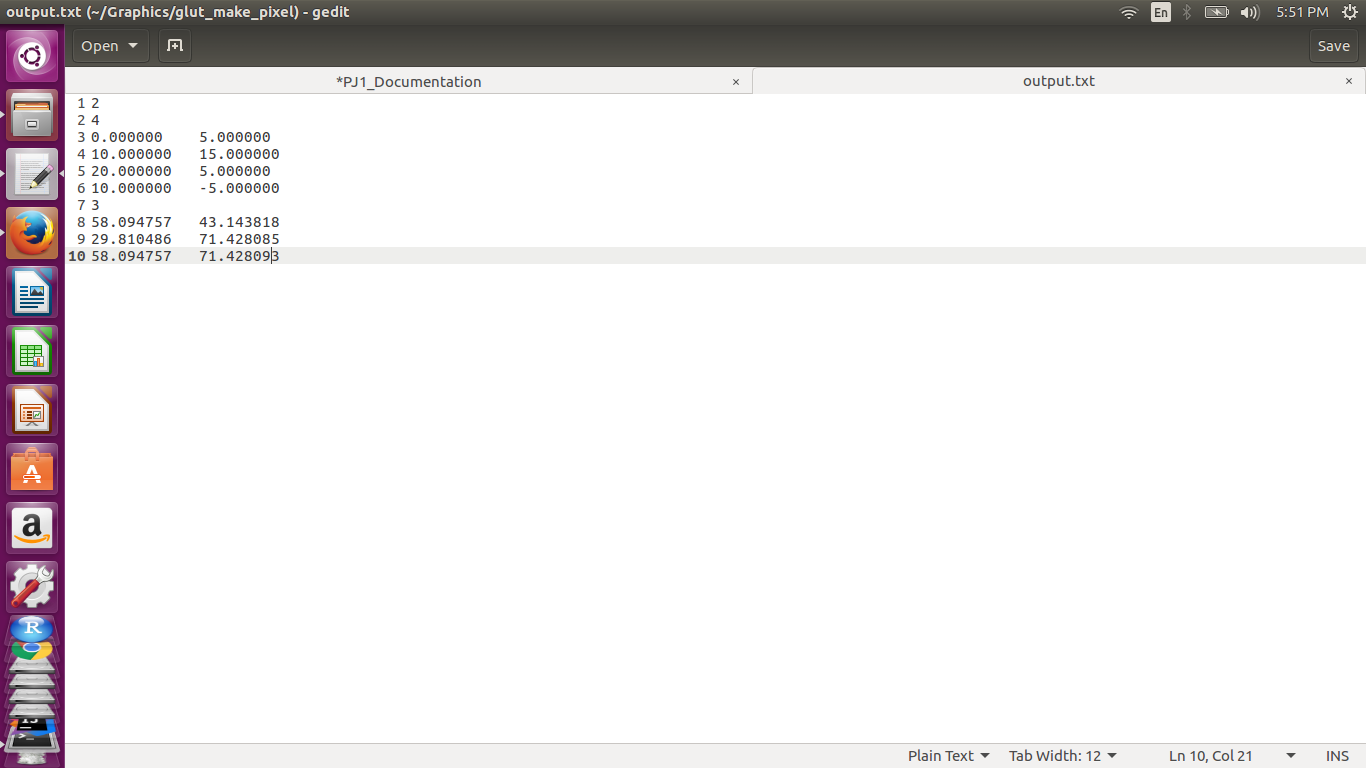 output.txt (~/Graphics/glut_make_pixel) - gedit
En
5:51 PM
Open
Save
*PJ1_Documentation ×
output.txt ×
1 2
2 4
3 0.000000 5.000000
4 10.000000 15.000000
5 20.000000 5.000000
6 10.000000 -5.000000
7 3
8 58.094757 43.143818
9 29.810486 71.428085
10 58.094757 71.428093
A
a
R
Plain Text
Tab Width: 12
Ln 10, Col 21
INS